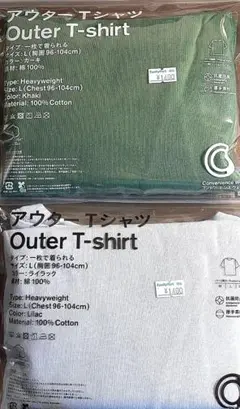 アウターTシャツ
Outer T-shirt
タイプ：一枚で着られる
サイズ：L（胸囲96-104cm）
カラー：カーキ
素材：綿100%
Type: Heavyweight
Size: L(Chest 96-104cm)
Color: Khaki
Material: 100% Cotton
¥1,600
Convenience W
アウターTシャツ
Outer T-shirt
タイプ：一枚で着られる
サイズ：L（胸囲96-104cm）
カラー：ライラック
素材：綿100%
Type: Heavyweight
Size: L(Chest 96-104cm)
Color: Lilac
Material: 100% Cotton
¥1,600